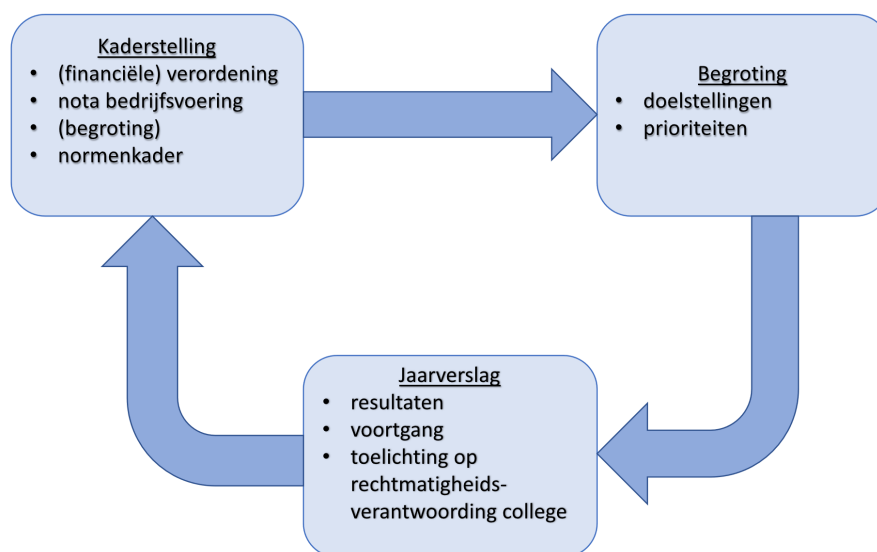 Kaderstelling
• (financiële) verordening
• nota bedrijfsvoering
• (begroting)
• normenkader
Begroting
• doelstellingen
• prioriteiten
Jaarverslag
• resultaten
• voortgang
• toelichting op
rechtmatigheids-
verantwoording college